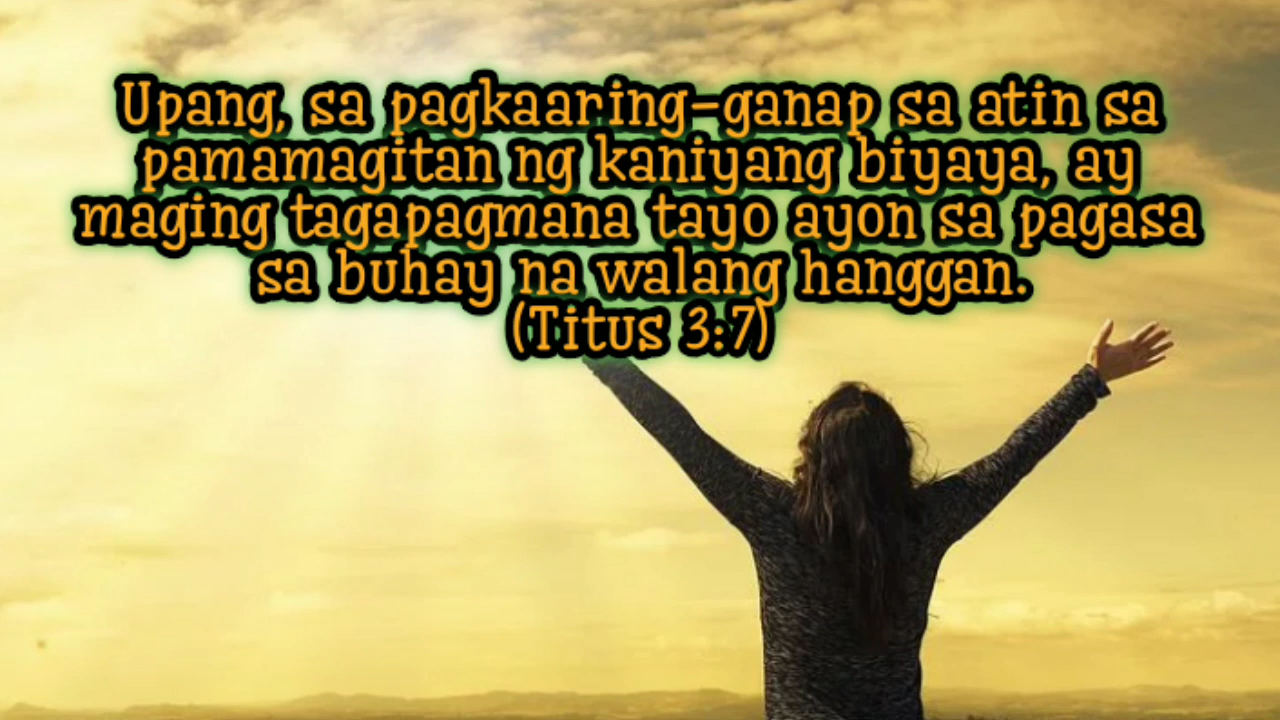 Upang, sa pagkaaring-ganap sa atin sa
pamamagitan ng kaniyang biyaya, ay
maging tagapagmana tayo ayon sa pagasa
sa buhay na walang hanggan.
(Titus 3:7)